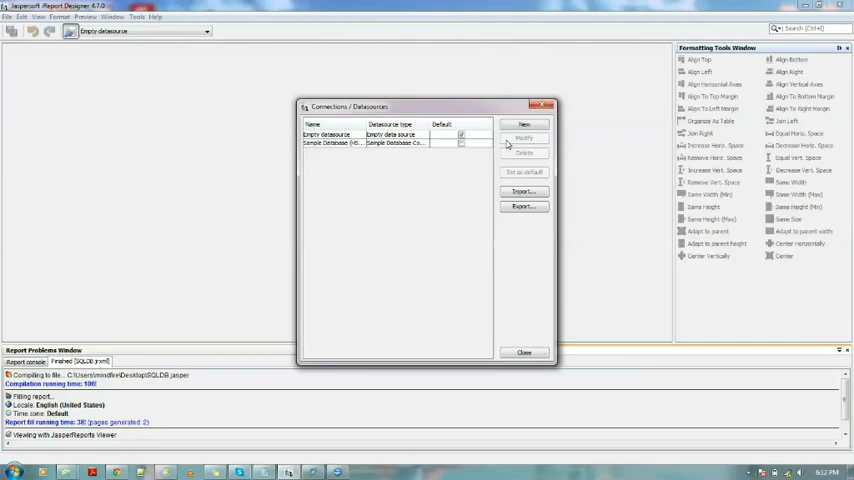 Jaspersoft iReport Designer 4.7.0
File Edit View Format Preview Window Tools Help
Search (Ctrl+I)
Empty datasource
Formatting Tools Window
Connections / Datasources
Name Datasource type Default
New
Empty datasource Empty data source
Modify
Sample Database (HS... Sample Database Co...
Delete
Set as default
Import...
Export...
Close
Align Top Align Bottom
Align Left Align Right
Align Horizontal Axes Align Vertical Axes
Align To Top Margin Align To Bottom Margin
Align To Left Margin Align To Right Margin
Organize As Table Join Left
Join Right Equal Horiz. Space
Increase Horiz. Space Decrease Horiz. Space
Remove Horiz. Space Equal Vert. Space
Increase Vert. Space Decrease Vert. Space
Remove Vert. Space Same Width
Same Width (Max) Same Width (Min)
Same Height Same Height (Min)
Same Height (Max) Same Size
Adapt to parent Adapt to parent width
Adapt to parent height Center Horizontally
Center Vertically Center
Report Problems Window
Report console Finished [SQLDB.jrxml]
Compiling to file... C:\Users\mindfire\Desktop\SQLDB.jasper
Compilation running time: 106!
Filling report...
Locale: English (United States)
Time zone: Default
Report fill running time: 38! (pages generated: 2)
Viewing with JasperReports Viewer